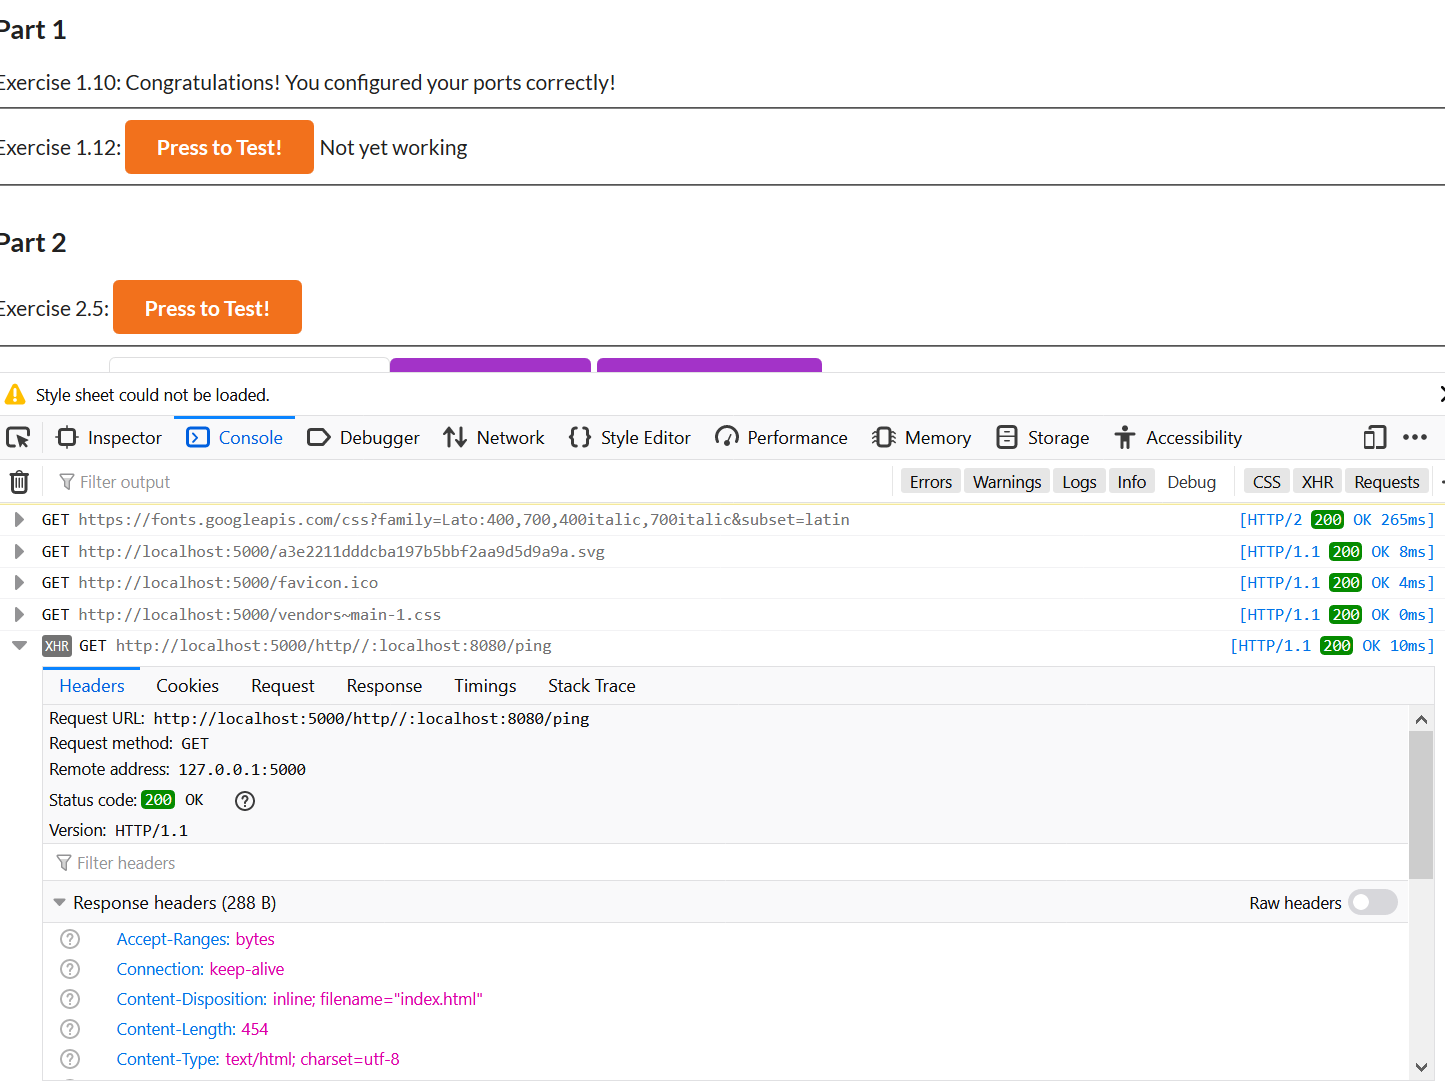 Part 1
Exercise 1.10: Congratulations! You configured your ports correctly!
Exercise 1.12: Press to Test! Not yet working
Part 2
Exercise 2.5: Press to Test!
Style sheet could not be loaded.
Inspector Console Debugger Network Style Editor Performance Memory Storage Accessibility
Filter output Errors Warnings Logs Info Debug CSS XHR Requests
GET https://fonts.googleapis.com/css?family=Lato:400,700,400italic,700italic&subset=latin [HTTP/2 200 OK 265ms]
GET http://localhost:5000/a3e2211dddcba197b5bbf2aa9d5d9a9a.svg [HTTP/1.1 200 OK 8ms]
GET http://localhost:5000/favicon.ico [HTTP/1.1 200 OK 4ms]
GET http://localhost:5000/vendors~main-1.css [HTTP/1.1 200 OK 0ms]
XHR GET http://localhost:5000/http//:localhost:8080/ping [HTTP/1.1 200 OK 10ms]
Headers Cookies Request Response Timings Stack Trace
Request URL: http://localhost:5000/http//:localhost:8080/ping
Request method: GET
Remote address: 127.0.0.1:5000
Status code: 200 OK
Version: HTTP/1.1
Filter headers
Response headers (288 B) Raw headers
Accept-Ranges: bytes
Connection: keep-alive
Content-Disposition: inline; filename="index.html"
Content-Length: 454
Content-Type: text/html; charset=utf-8